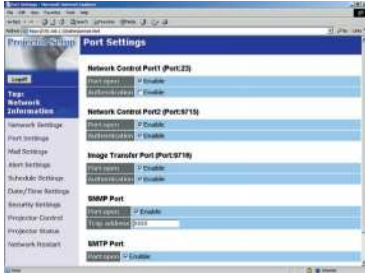 Projector Setup
Port Settings
Logoff
Top:
Network
Information
Network Settings
Port Settings
Mail Settings
Alert Settings
Schedule Settings
Date/Time Settings
Security Settings
Projector Control
Projector Status
Network Restart
Network Control Port1 (Port:23)
Port open Enable
Authentication Enable
Network Control Port2 (Port:9715)
Port open Enable
Authentication Enable
Image Transfer Port (Port:9716)
Port open Enable
Authentication Enable
SNMP Port
Port open Enable
Trap address
SMTP Port
Port open Enable